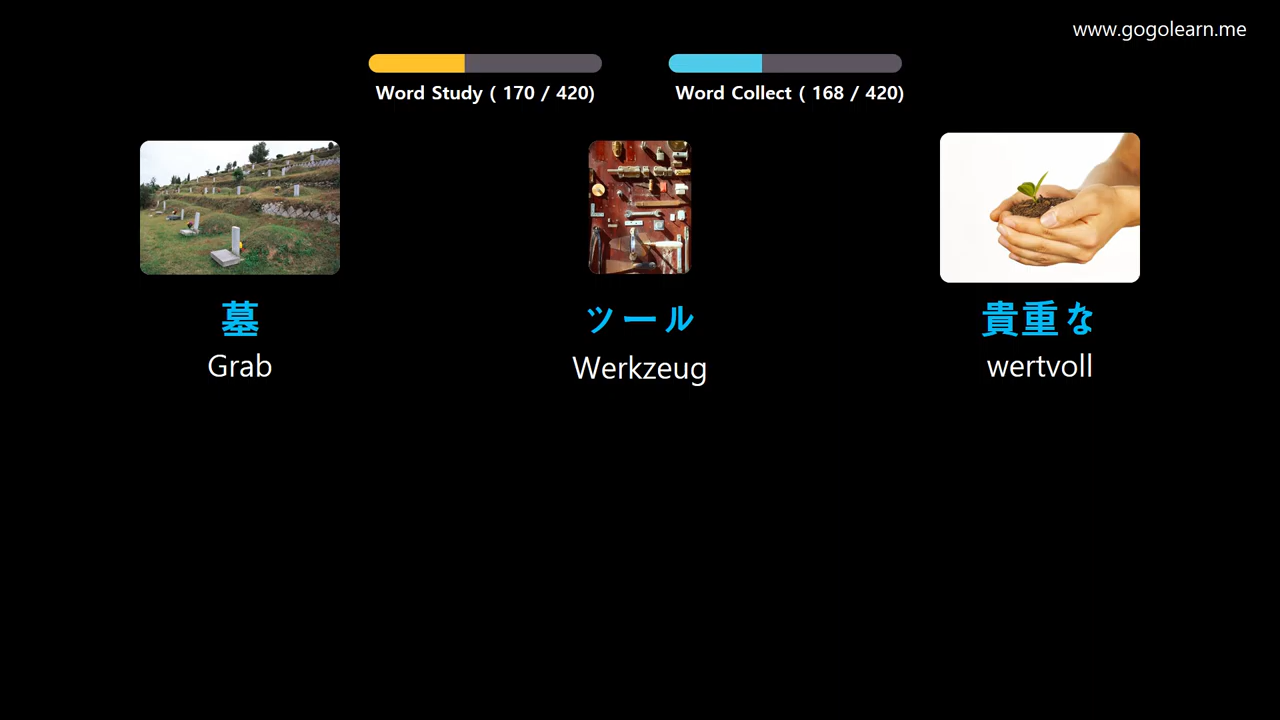 www.gogolearn.me
Word Study ( 170 / 420)
Word Collect ( 168 / 420)
墓
ツール
貴重な
Grab
Werkzeug
wertvoll